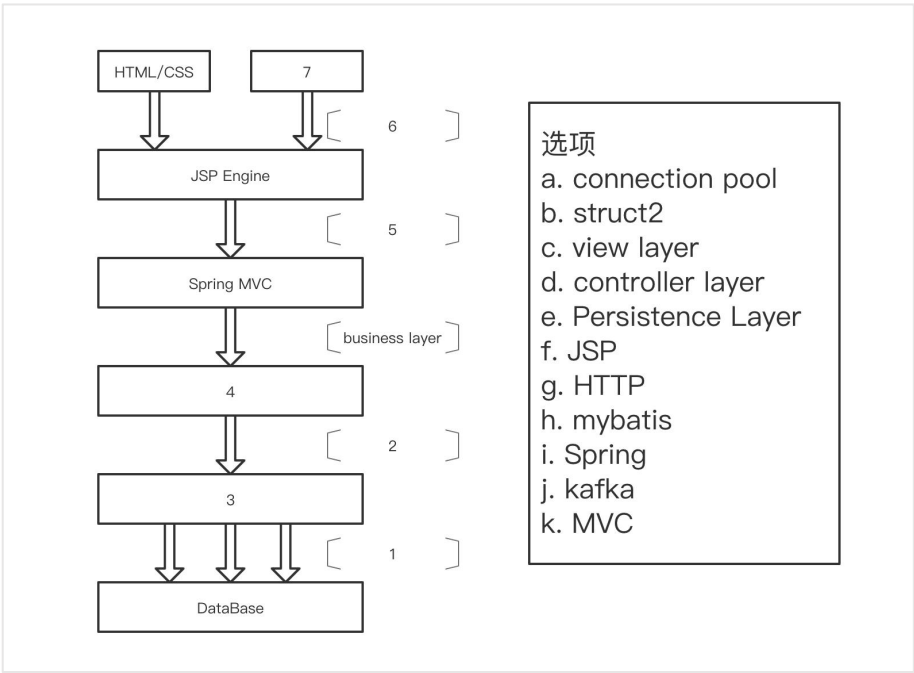 HTML/CSS
7
6
JSP Engine
5
Spring MVC
business layer
4
2
3
1
DataBase
选项
a. connection pool
b. struct2
c. view layer
d. controller layer
e. Persistence Layer
f. JSP
g. HTTP
h. mybatis
i. Spring
j. kafka
k. MVC